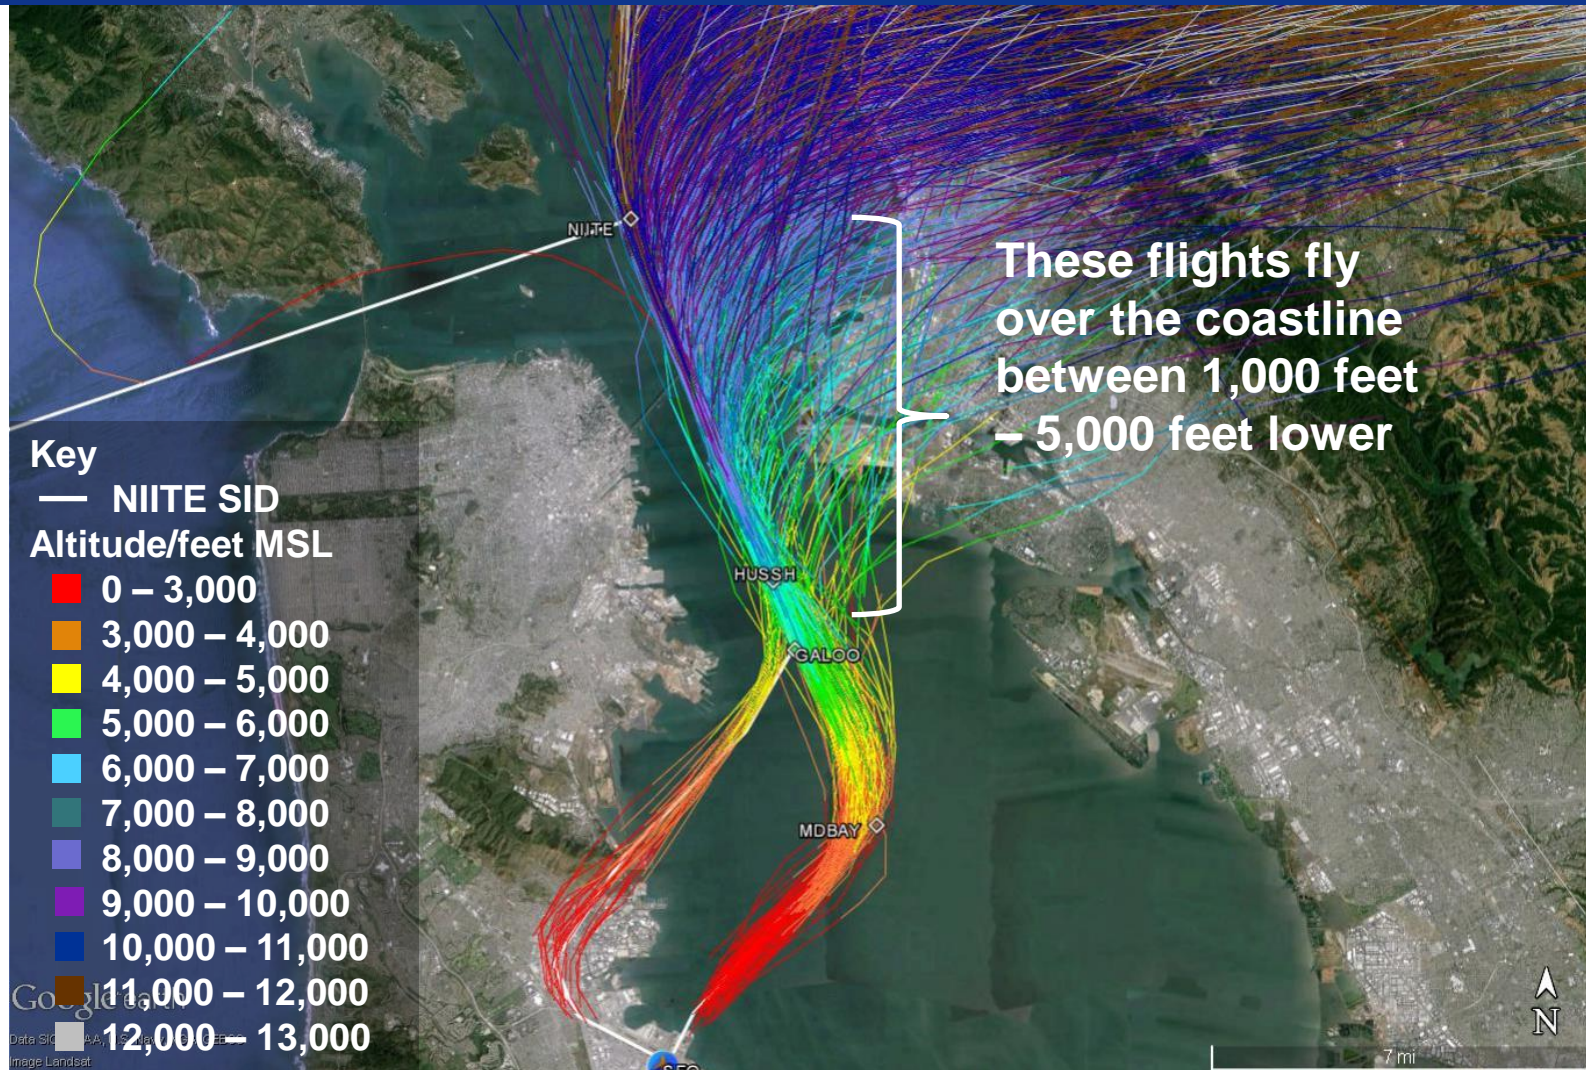 NIITE
These flights fly
over the coastline
between 1,000 feet
– 5,000 feet lower
Key
NIITE SID
Altitude/feet MSL
0 – 3,000
3,000 – 4,000
4,000 – 5,000
5,000 – 6,000
6,000 – 7,000
7,000 – 8,000
8,000 – 9,000
9,000 – 10,000
10,000 – 11,000
11,000 – 12,000
12,000 – 13,000
HUSSH
GALOO
MDBAY
SFO
Google earth
Image Landsat
N
7 mi